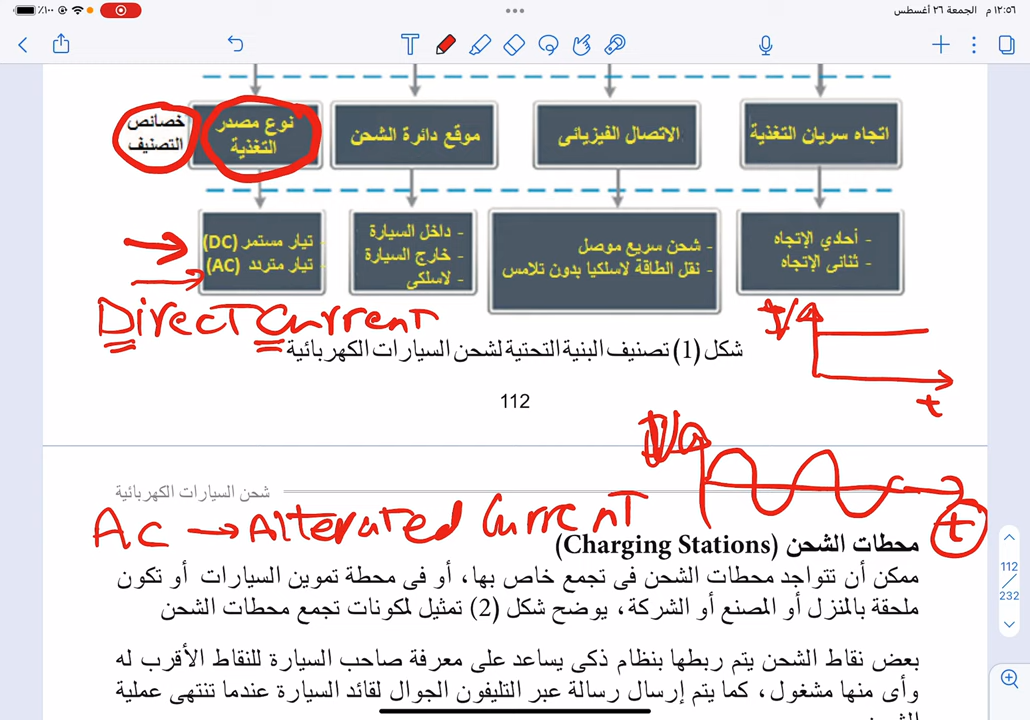 ١٢:٥٦ م الجمعة ٢٦ أغسطس
٪١٠٠
T
خصائص التصنيف
نوع مصدر التغذية
موقع دائرة الشحن
الاتصال الفيزيائى
اتجاه سريان التغذية
- تيار مستمر (DC)
- تيار متردد (AC)
- داخل السيارة
- خارج السيارة
- لاسلكى
- شحن سريع موصل
- نقل الطاقة لاسلكيا بدون تلامس
- أحادي الإتجاه
- ثنائى الإتجاه
Direct Current
t
شكل (1) تصنيف البنية التحتية لشحن السيارات الكهربائية
112
شحن السيارات الكهربائية
AC → Alterated Current
t
محطات الشحن (Charging Stations)
ممكن أن تتواجد محطات الشحن فى تجمع خاص بها، أو فى محطة تموين السيارات أو تكون
ملحقة بالمنزل أو المصنع أو الشركة، يوضح شكل (2) تمثيل لمكونات تجمع محطات الشحن
بعض نقاط الشحن يتم ربطها بنظام ذكى يساعد على معرفة صاحب السيارة للنقاط الأقرب له
وأى منها مشغول، كما يتم إرسال رسالة عبر التليفون الجوال لقائد السيارة عندما تنتهى عملية
112
232